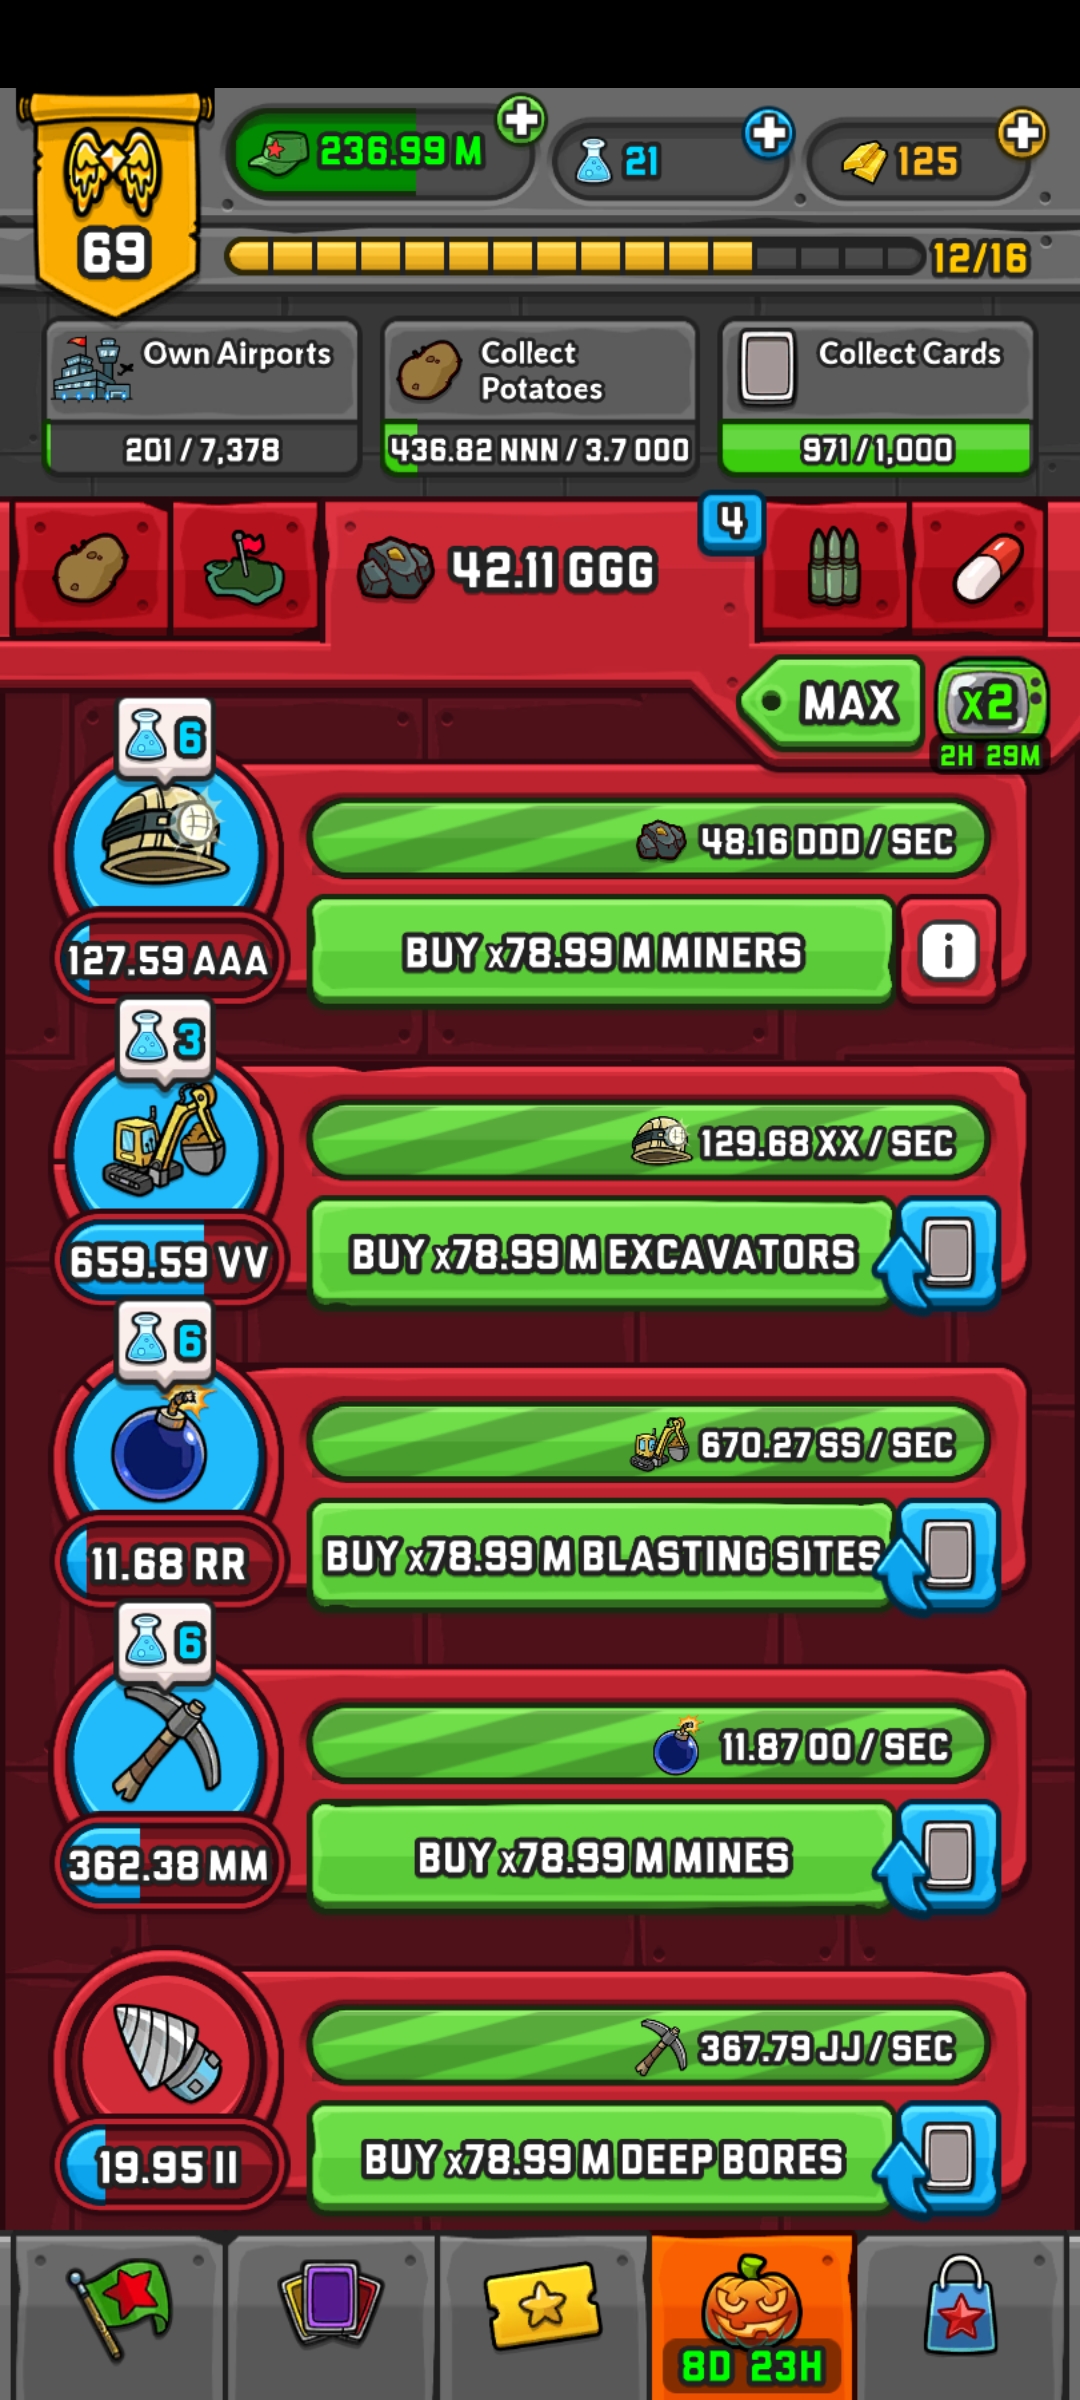 236.99 M
21
125
69
12/16
Own Airports
201 / 7,378
Collect
Potatoes
436.82 NNN / 3.7 OOO
Collect Cards
971 / 1,000
42.11 GGG
4
MAX
x2
2H 29M
6
48.16 DDD / SEC
127.59 AAA
BUY x78.99 M MINERS
i
3
129.68 XX / SEC
659.59 VV
BUY x78.99 M EXCAVATORS
6
670.27 SS / SEC
11.68 RR
BUY x78.99 M BLASTING SITES
6
11.87 OO / SEC
362.38 MM
BUY x78.99 M MINES
367.79 JJ / SEC
19.95 II
BUY x78.99 M DEEP BORES
8D 23H